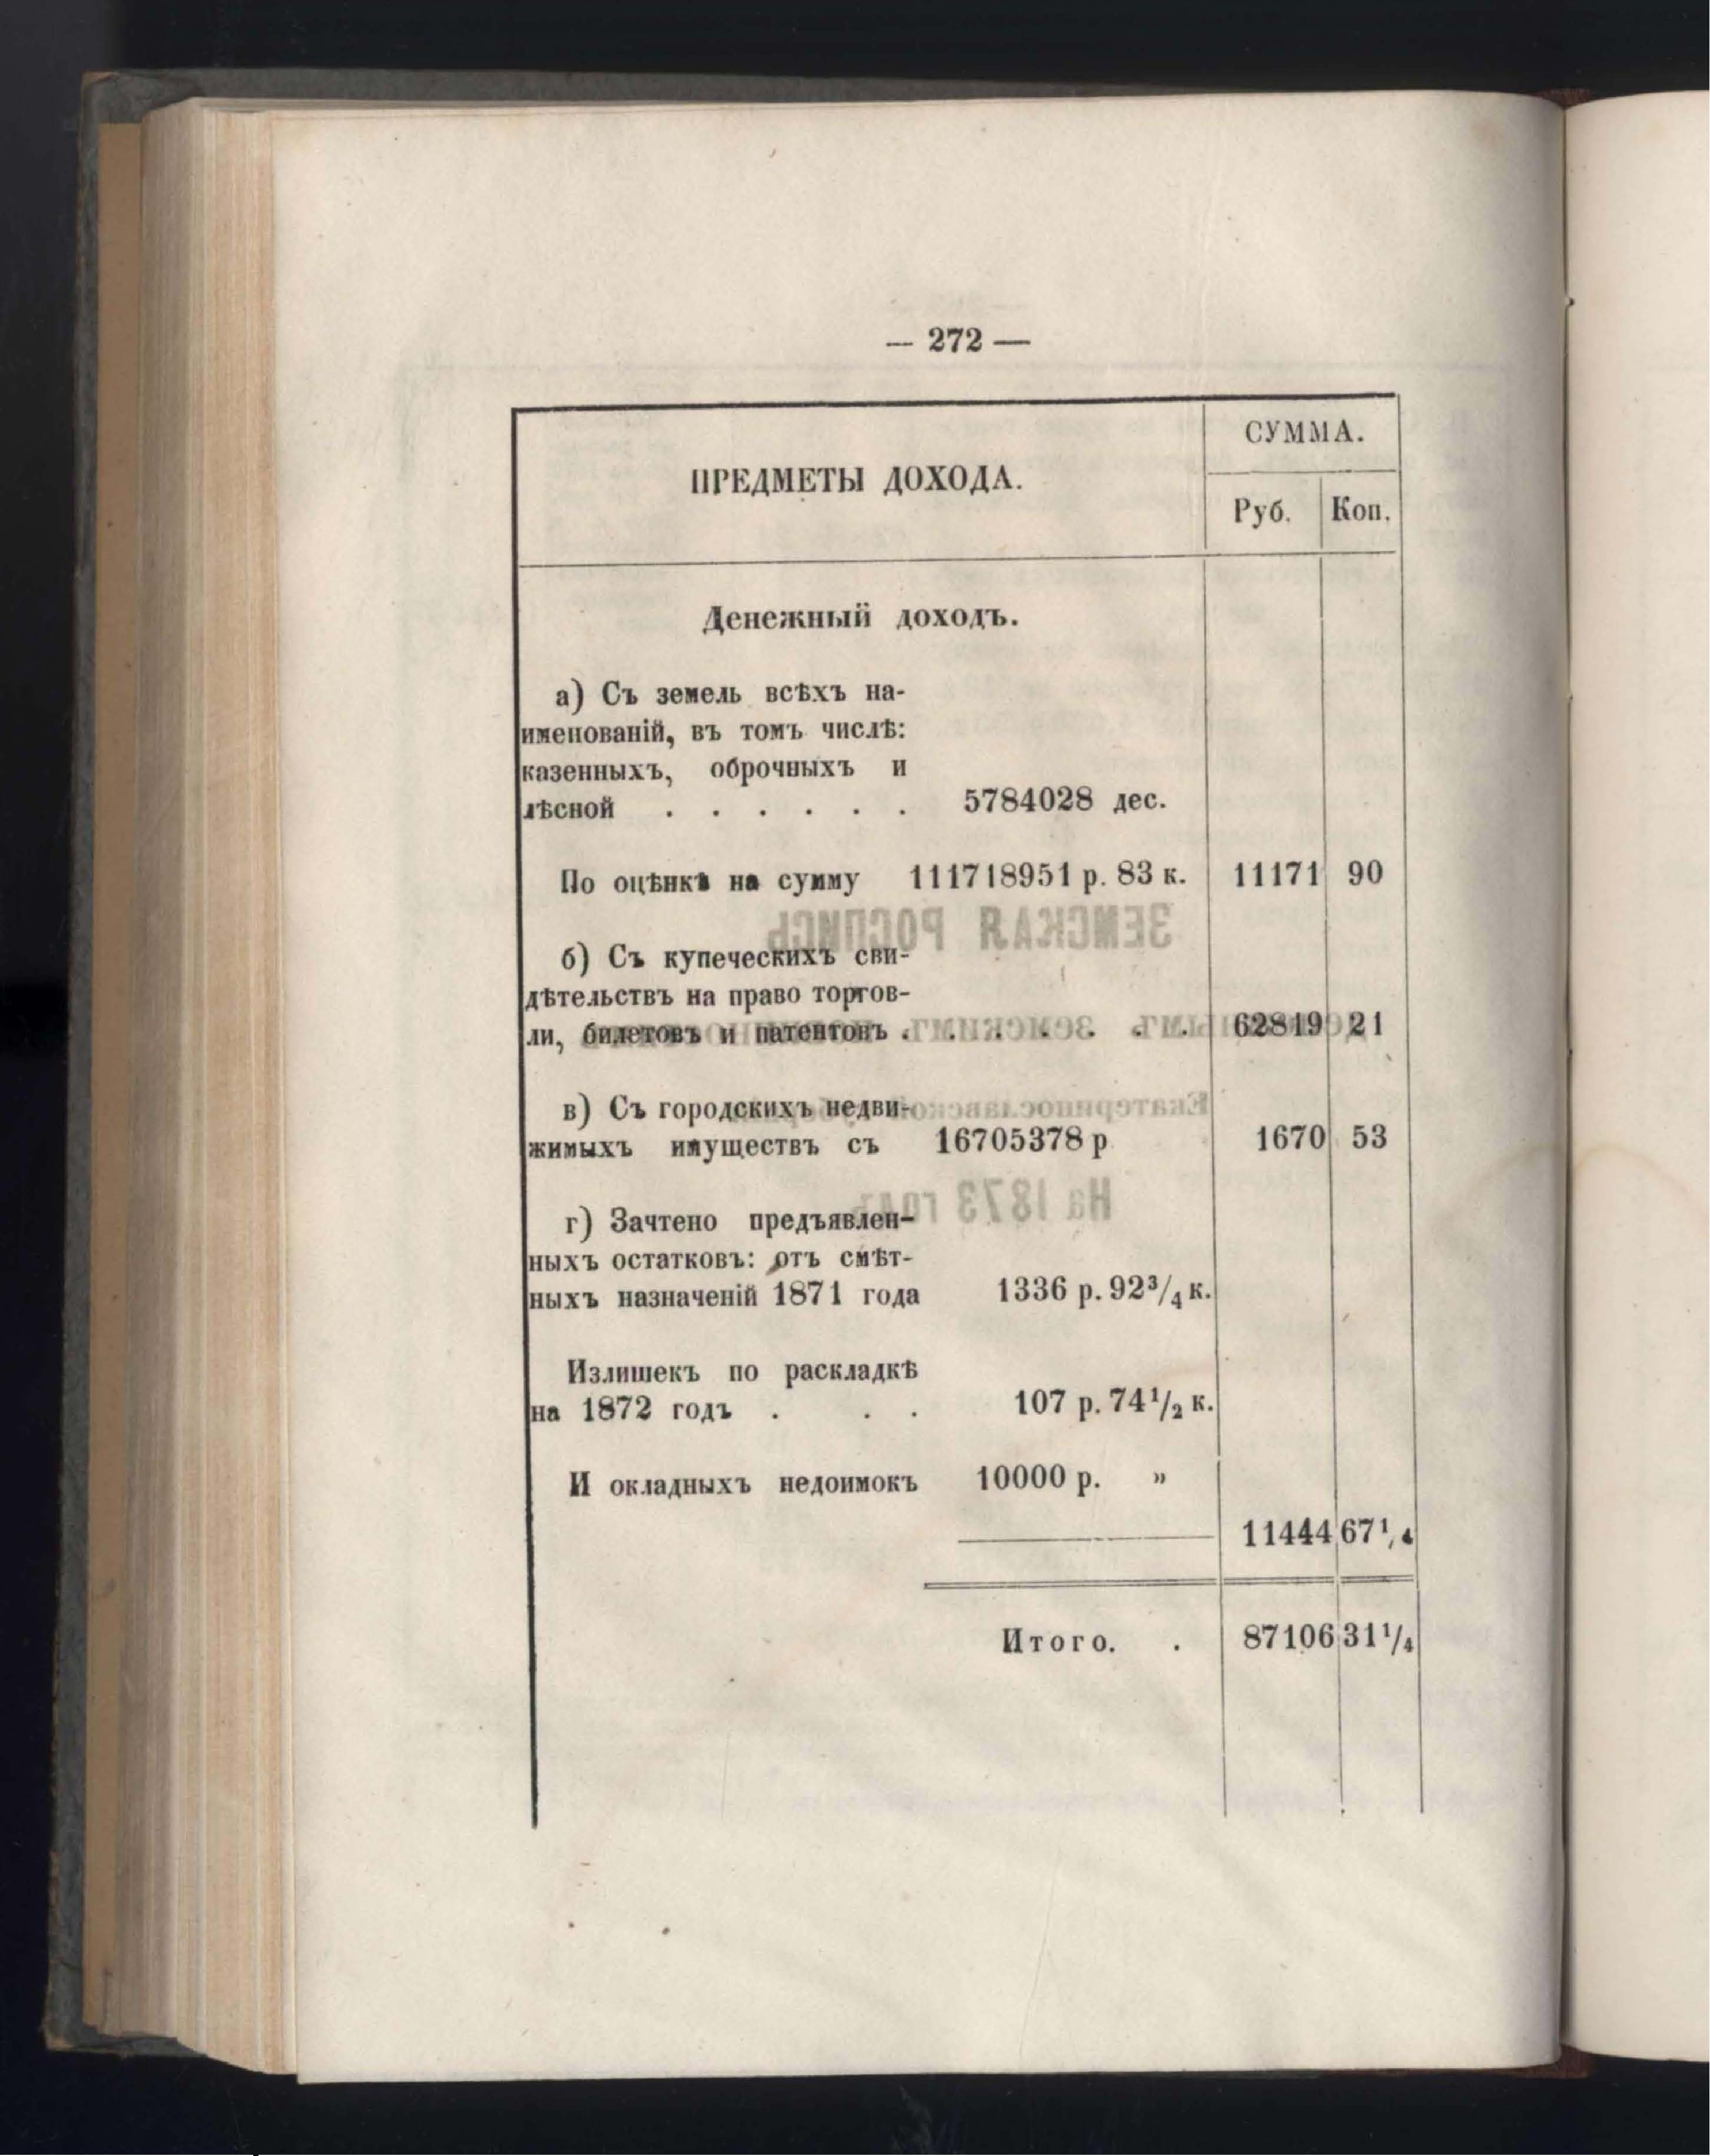 — 272 —
ПРЕДМЕТЫ ДОХОДА.
СУММА.
Руб. Коп.
Денежный доходъ.
а) Съ земель всѣхъ на-
именованій, въ томъ числѣ:
казенныхъ, оброчныхъ и
лѣсной . . . . . . 5784028 дес.
По оцѣнкѣ на сумму 111718951 р. 83 к. 11171 90
б) Съ купеческихъ сви-
дѣтельствъ на право торгов-
ли, билетовъ и патентовъ . . . . . . . 62819 21
в) Съ городскихъ недви-
жимыхъ имуществъ съ 16705378 р 1670 53
г) Зачтено предъявлен-
ныхъ остатковъ: отъ смѣт-
ныхъ назначеній 1871 года 1336 р. 92³/₄ к.
Излишекъ по раскладкѣ
на 1872 годъ . . . 107 р. 74¹/₂ к.
И окладныхъ недоимокъ 10000 р. »
11444 67¹/₄
Итого. . 87106 31¹/₄